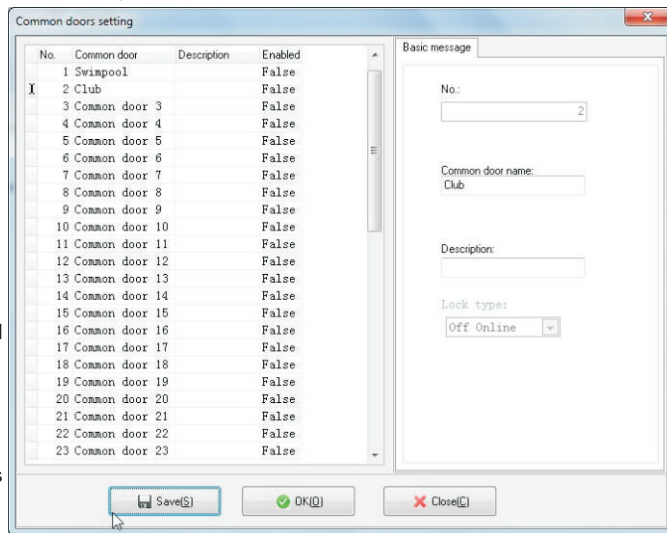 Common doors setting
No. Common door Description Enabled
1 Swimpool False
2 Club False
3 Common door 3 False
4 Common door 4 False
5 Common door 5 False
6 Common door 6 False
7 Common door 7 False
8 Common door 8 False
9 Common door 9 False
10 Common door 10 False
11 Common door 11 False
12 Common door 12 False
13 Common door 13 False
14 Common door 14 False
15 Common door 15 False
16 Common door 16 False
17 Common door 17 False
18 Common door 18 False
19 Common door 19 False
20 Common door 20 False
21 Common door 21 False
22 Common door 22 False
23 Common door 23 False
Basic message
No.:
2
Common door name:
Club
Description:
Lock type:
Off Online
Save(S)
OK(O)
Close(C)